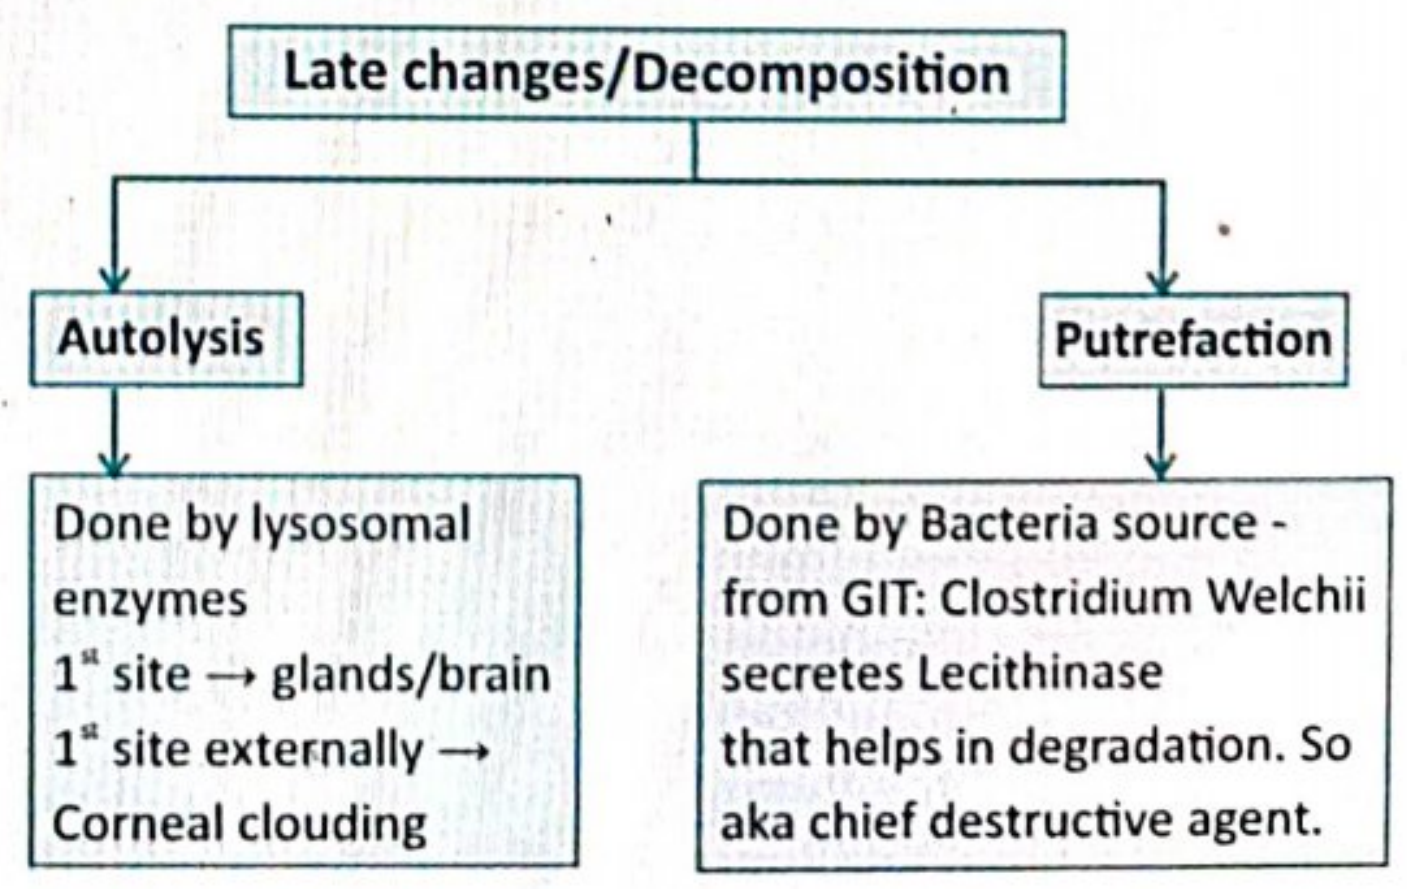 Late changes/Decomposition
Autolysis
Putrefaction
Done by lysosomal
enzymes
1st site → glands/brain
1st site externally →
Corneal clouding
Done by Bacteria source -
from GIT: Clostridium Welchii
secretes Lecithinase
that helps in degradation. So
aka chief destructive agent.